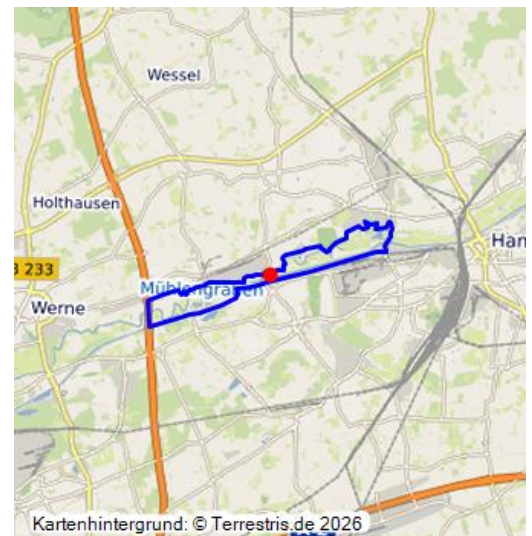 Wessel
Holthausen
Ham
B 233
Mühlengraben
Werne
Kartenhintergrund: © Terrestris.de 2026